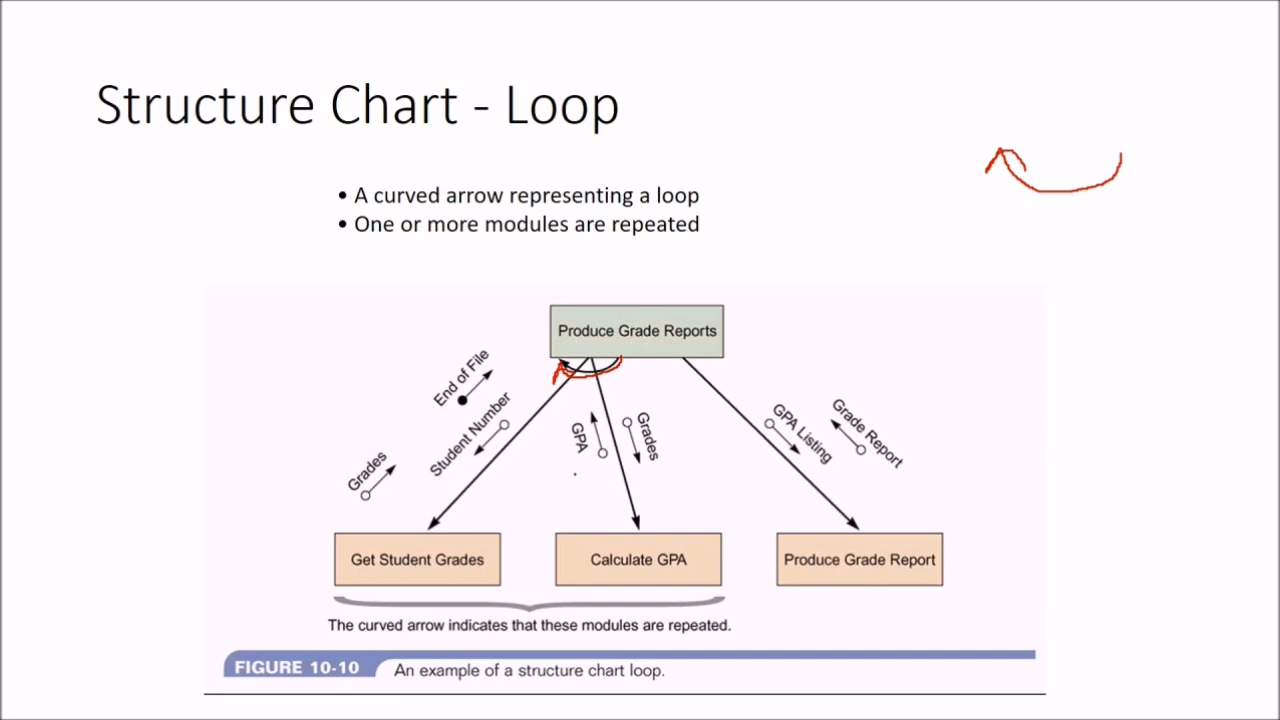 Structure Chart - Loop
• A curved arrow representing a loop
• One or more modules are repeated
Produce Grade Reports
End of File
Student Number
Grades
GPA
Grades
GPA Listing
Grade Report
Get Student Grades
Calculate GPA
Produce Grade Report
The curved arrow indicates that these modules are repeated.
FIGURE 10-10 An example of a structure chart loop.